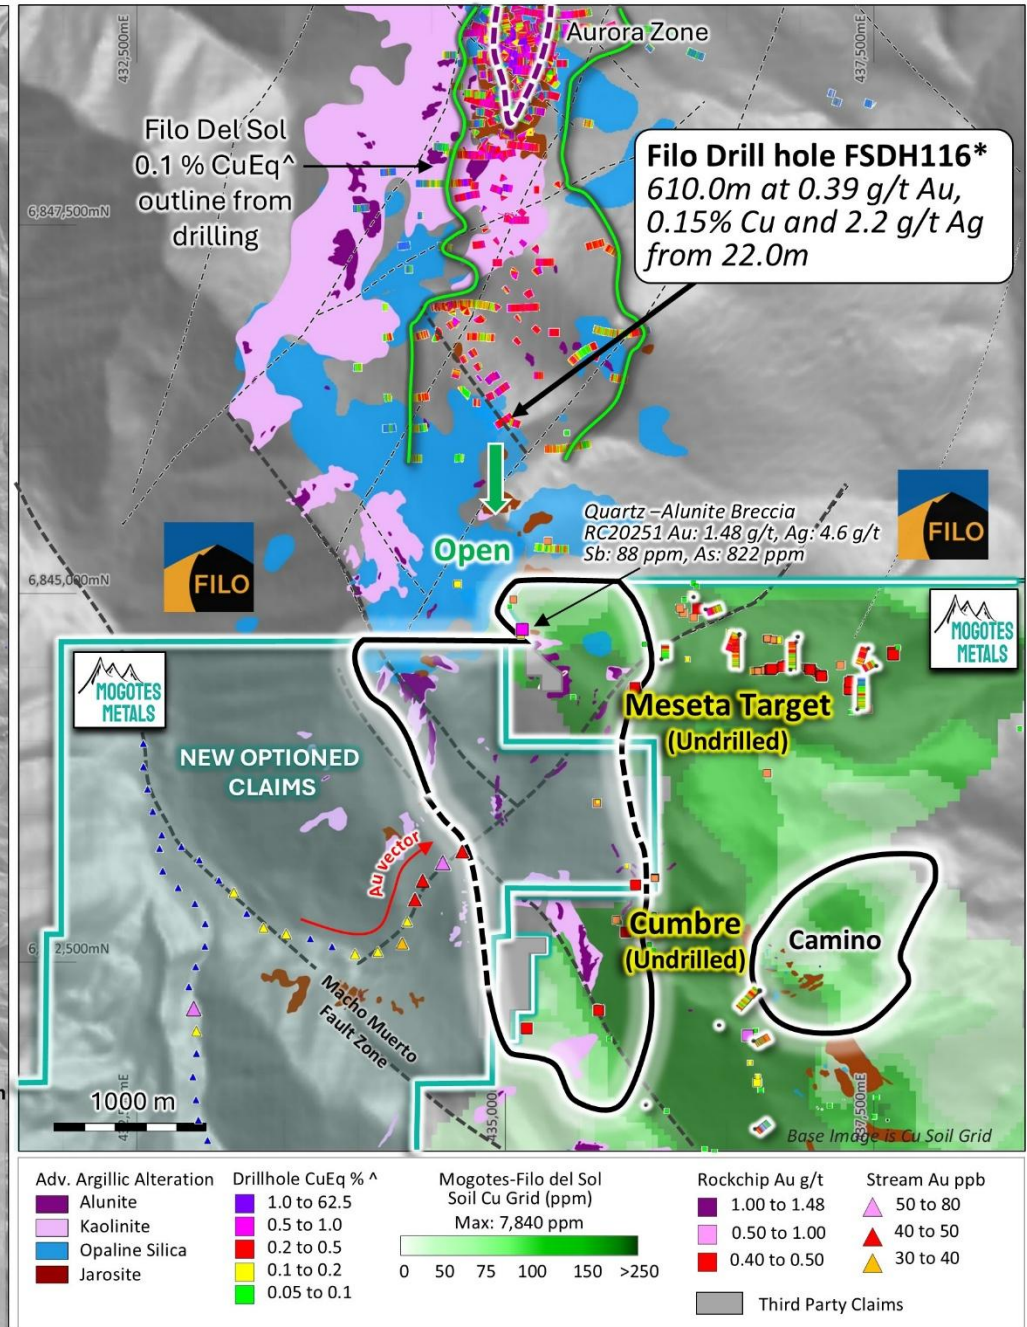 432,500mE
437,500mE
Aurora Zone
Filo Del Sol
0.1 % CuEq^
outline from
drilling
Filo Drill hole FSDH116*
610.0m at 0.39 g/t Au,
0.15% Cu and 2.2 g/t Ag
from 22.0m
6,847,500mN
Quartz –Alunite Breccia
RC20251 Au: 1.48 g/t, Ag: 4.6 g/t
Sb: 88 ppm, As: 822 ppm
FILO
FILO
Open
6,845,000mN
MOGOTES
METALS
MOGOTES
METALS
Meseta Target
(Undrilled)
NEW OPTIONED
CLAIMS
Au vector
Cumbre
(Undrilled)
Camino
Macho Muerto
Fault Zone
1000 m
435,000
437,500mE
Base Image is Cu Soil Grid
Adv. Argillic Alteration
Alunite
Kaolinite
Opaline Silica
Jarosite
Drillhole CuEq % ^
1.0 to 62.5
0.5 to 1.0
0.2 to 0.5
0.1 to 0.2
0.05 to 0.1
Mogotes-Filo del Sol
Soil Cu Grid (ppm)
Max: 7,840 ppm
0 50 75 100 150 >250
Rockchip Au g/t
1.00 to 1.48
0.50 to 1.00
0.40 to 0.50
Stream Au ppb
50 to 80
40 to 50
30 to 40
Third Party Claims